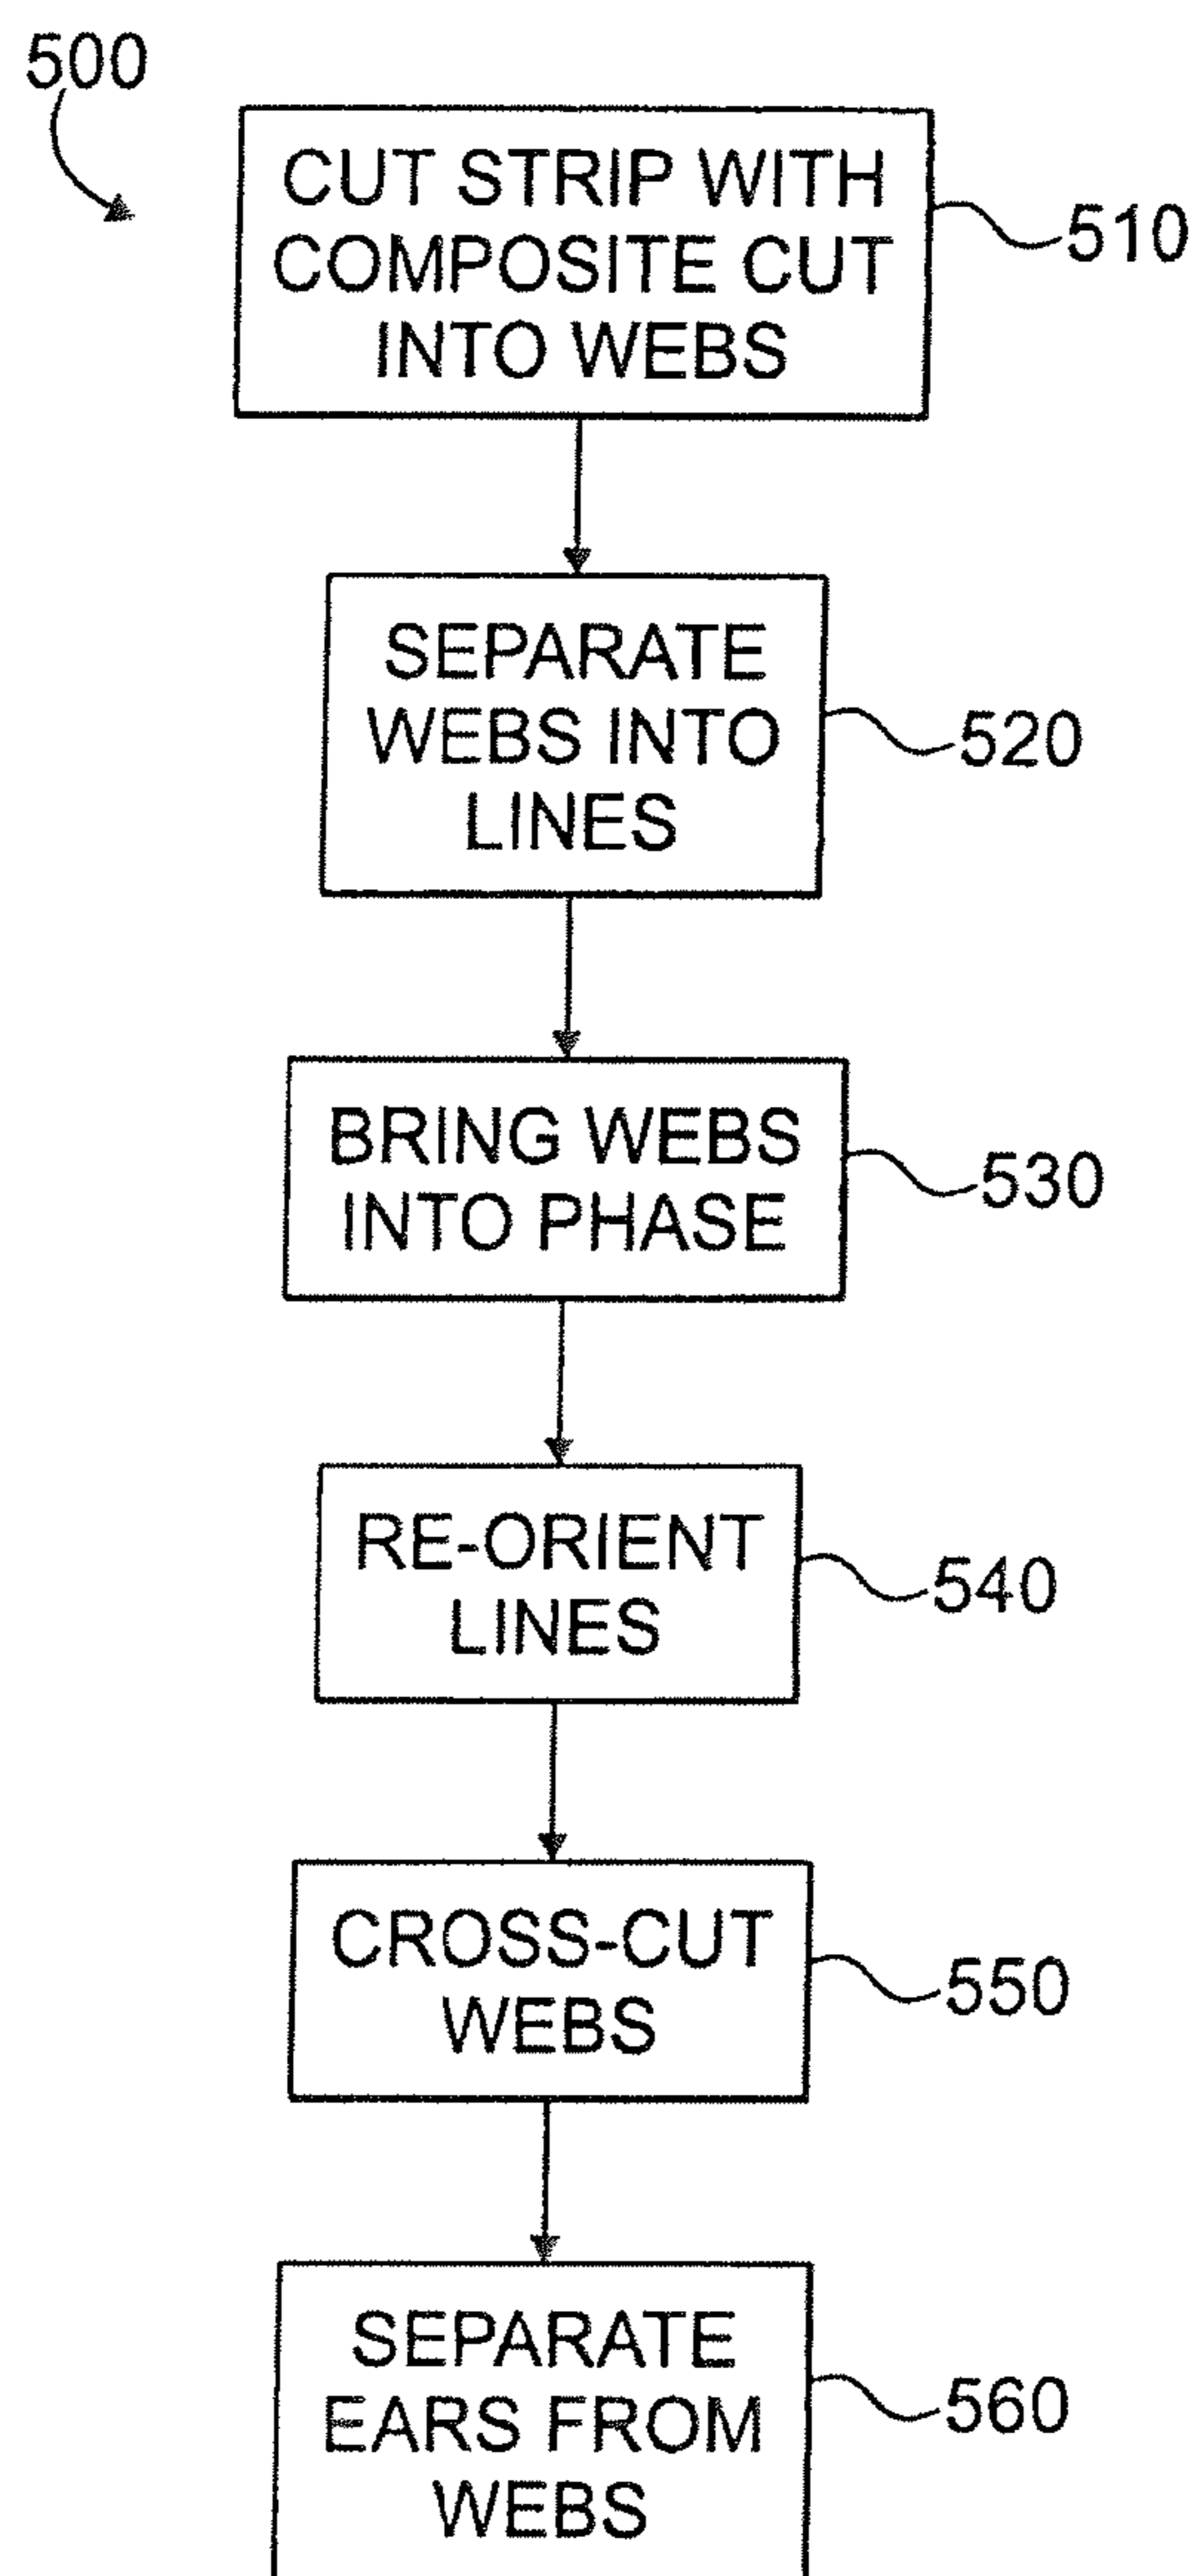 500
CUT STRIP WITH
COMPOSITE CUT
INTO WEBS
510
SEPARATE
WEBS INTO
LINES
520
BRING WEBS
INTO PHASE
530
RE-ORIENT
LINES
540
CROSS-CUT
WEBS
550
SEPARATE
EARS FROM
WEBS
560